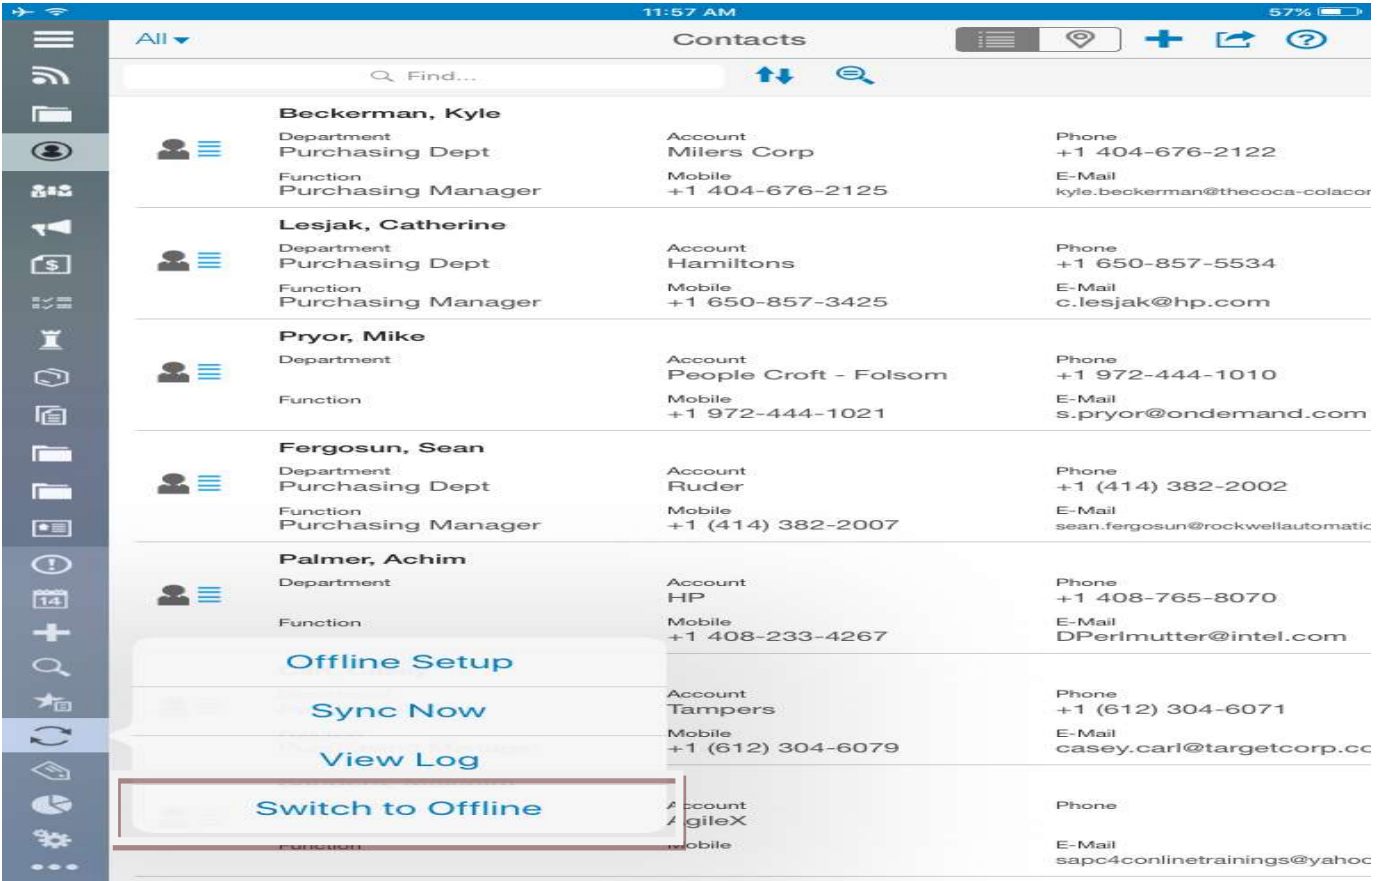 11:57 AM 57%
All Contacts
Find...
Beckerman, Kyle
Department Account Phone
Purchasing Dept Milers Corp +1 404-676-2122
Function Mobile E-Mail
Purchasing Manager +1 404-676-2125 kyle.beckerman@thecoca-colacor
Lesjak, Catherine
Department Account Phone
Purchasing Dept Hamiltons +1 650-857-5534
Function Mobile E-Mail
Purchasing Manager +1 650-857-3425 c.lesjak@hp.com
Pryor, Mike
Department Account Phone
People Croft - Folsom +1 972-444-1010
Function Mobile E-Mail
+1 972-444-1021 s.pryor@ondemand.com
Fergosun, Sean
Department Account Phone
Purchasing Dept Ruder +1 (414) 382-2002
Function Mobile E-Mail
Purchasing Manager +1 (414) 382-2007 sean.fergosun@rockwellautomatic
Palmer, Achim
Department Account Phone
HP +1 408-765-8070
Function Mobile E-Mail
+1 408-233-4267 DPerlmutter@intel.com
14
Offline Setup
Account Phone
Sync Now Tampers +1 (612) 304-6071
Mobile E-Mail
+1 (612) 304-6079 casey.carl@targetcorp.cc
View Log
Switch to Offline
Account Phone
AgileX
Function Mobile E-Mail
sapc4conlinetrainings@yahoc